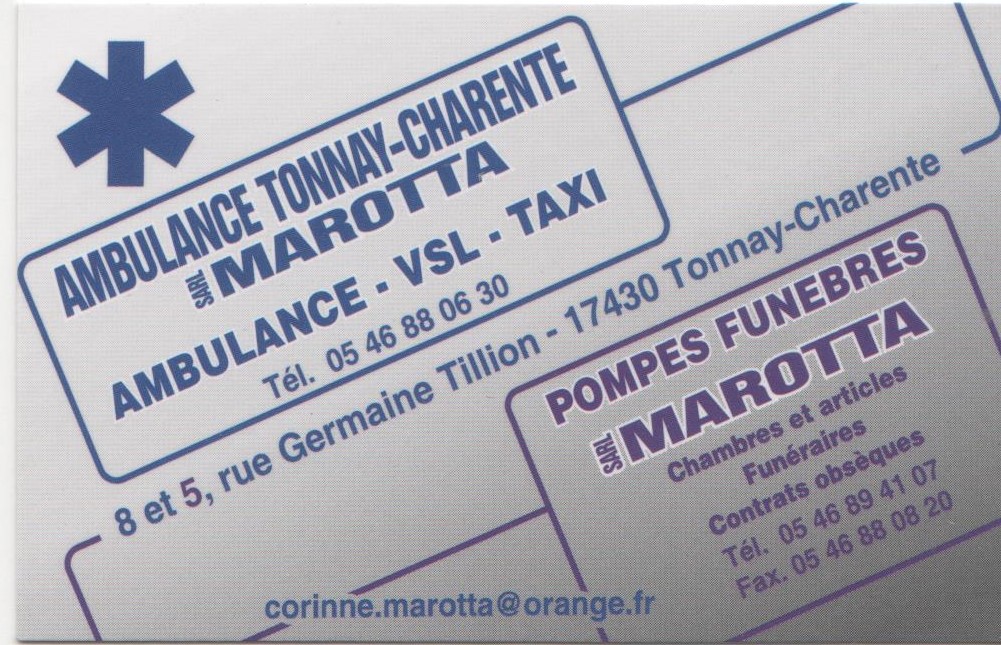 AMBULANCE TONNAY-CHARENTE
SARL MAROTTA
AMBULANCE - VSL - TAXI
Tél. 05 46 88 06 30
8 et 5, rue Germaine Tillion - 17430 Tonnay-Charente
POMPES FUNEBRES
SARL MAROTTA
Chambres et articles
Funéraires
Contrats obsèques
Tél. 05 46 89 41 07
Fax. 05 46 88 08 20
corinne.marotta@orange.fr